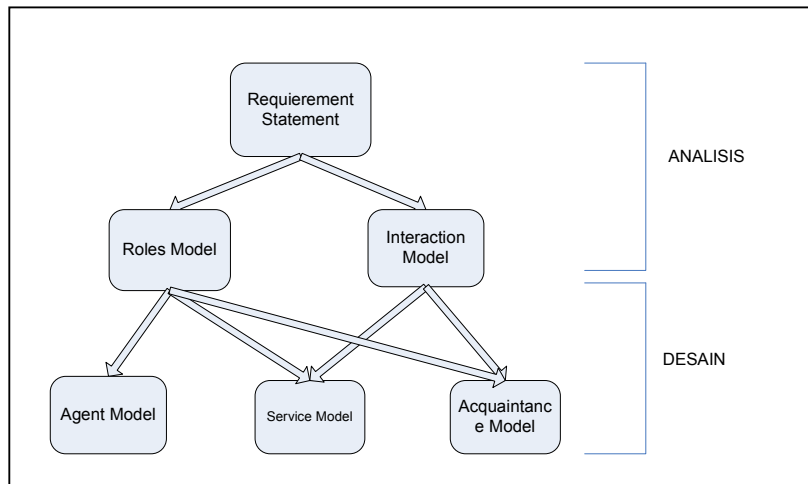 Requierement
Statement
ANALISIS
Roles Model
Interaction
Model
DESAIN
Agent Model
Service Model
Acquaintanc
e Model